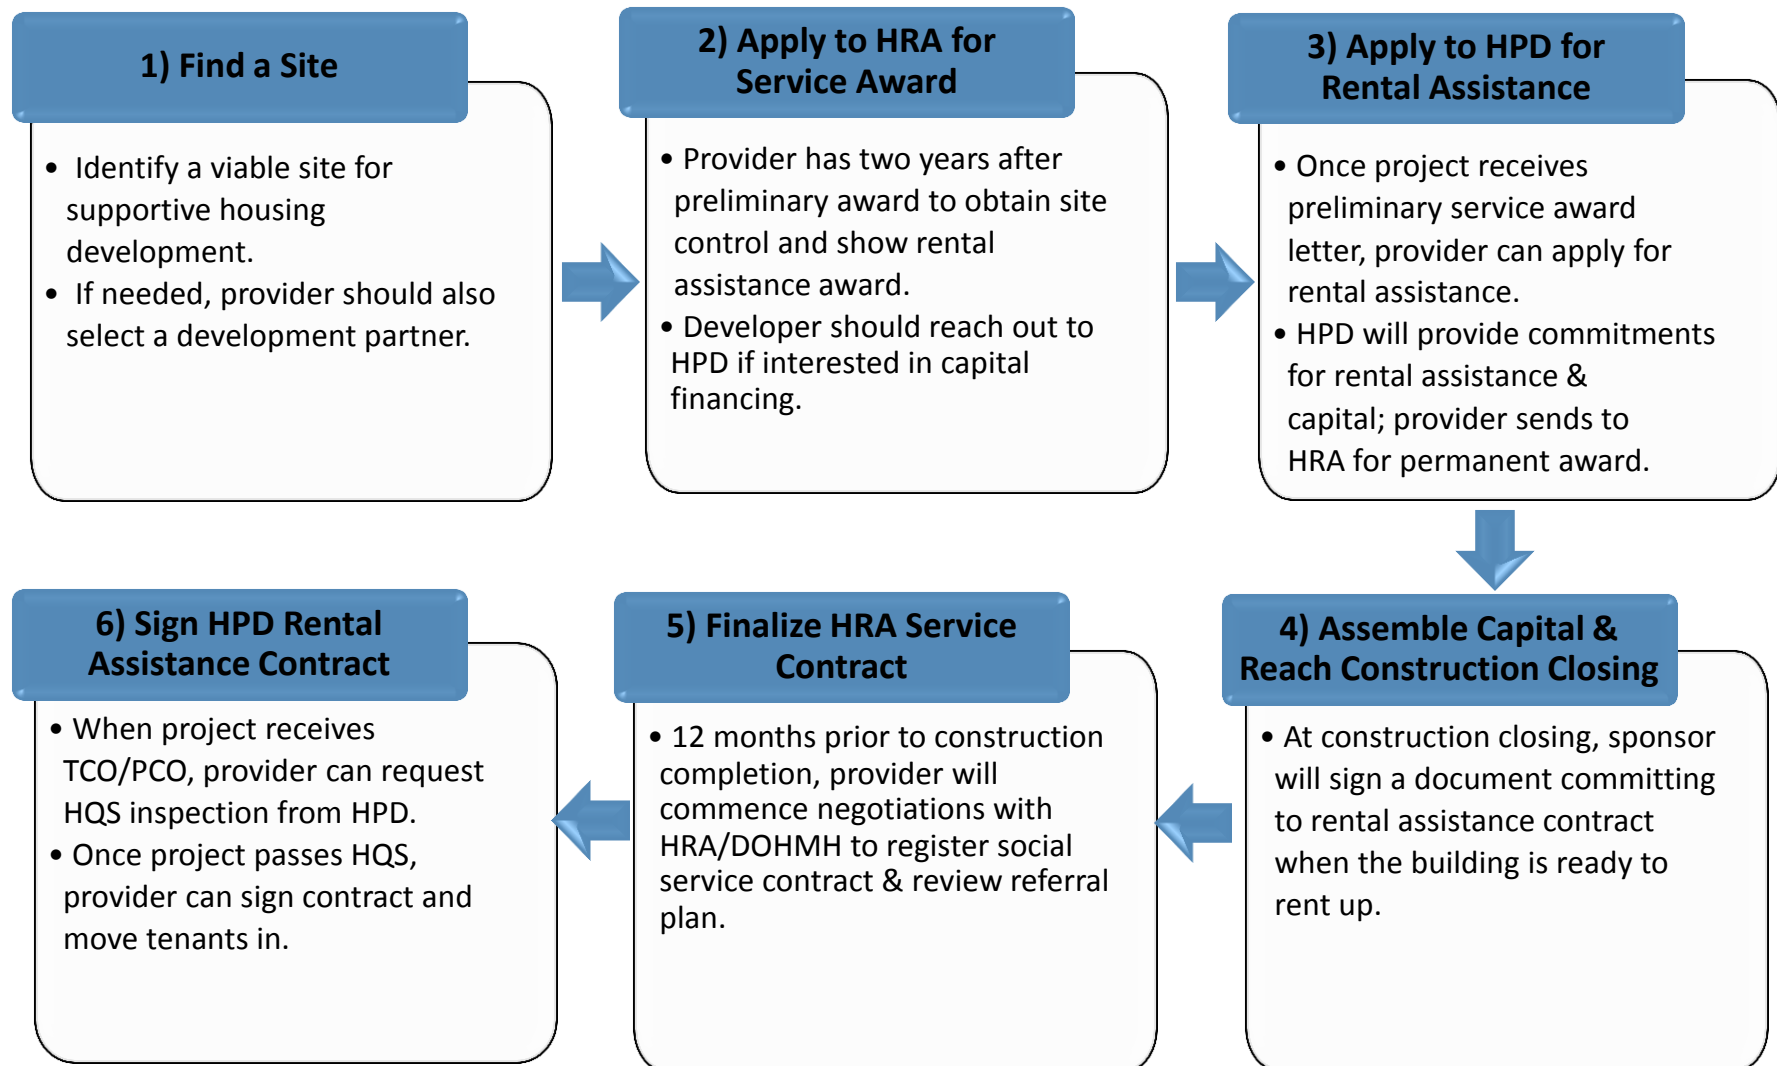 1) Find a Site
• Identify a viable site for
supportive housing
development.
• If needed, provider should also
select a development partner.
2) Apply to HRA for
Service Award
• Provider has two years after
preliminary award to obtain site
control and show rental
assistance award.
• Developer should reach out to
HPD if interested in capital
financing.
3) Apply to HPD for
Rental Assistance
• Once project receives
preliminary service award
letter, provider can apply for
rental assistance.
• HPD will provide commitments
for rental assistance &
capital; provider sends to
HRA for permanent award.
4) Assemble Capital &
Reach Construction Closing
• At construction closing, sponsor
will sign a document committing
to rental assistance contract
when the building is ready to
rent up.
5) Finalize HRA Service
Contract
• 12 months prior to construction
completion, provider will
commence negotiations with
HRA/DOHMH to register social
service contract & review referral
plan.
6) Sign HPD Rental
Assistance Contract
• When project receives
TCO/PCO, provider can request
HQS inspection from HPD.
• Once project passes HQS,
provider can sign contract and
move tenants in.